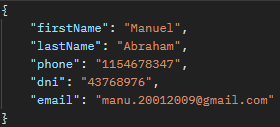 {
    "firstName": "Manuel",
    "lastName": "Abraham",
    "phone": "1154678347",
    "dni": "43768976",
    "email": "manu.20012009@gmail.com"
}